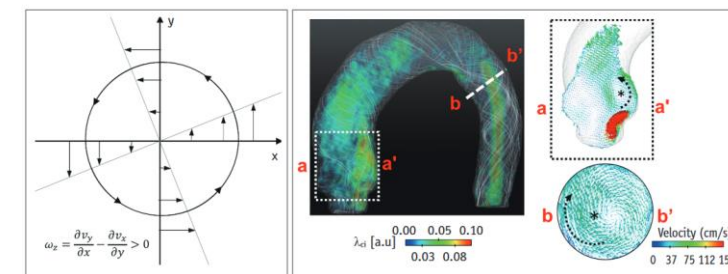 y
x
ω_z = ∂v_y/∂x - ∂v_x/∂y > 0
b'
b
a
a'
λ_ci [a.u]
0.00 0.05 0.10
0.03 0.08
a
*
a'
b
*
b'
Velocity (cm/s
0 37 75 112 15